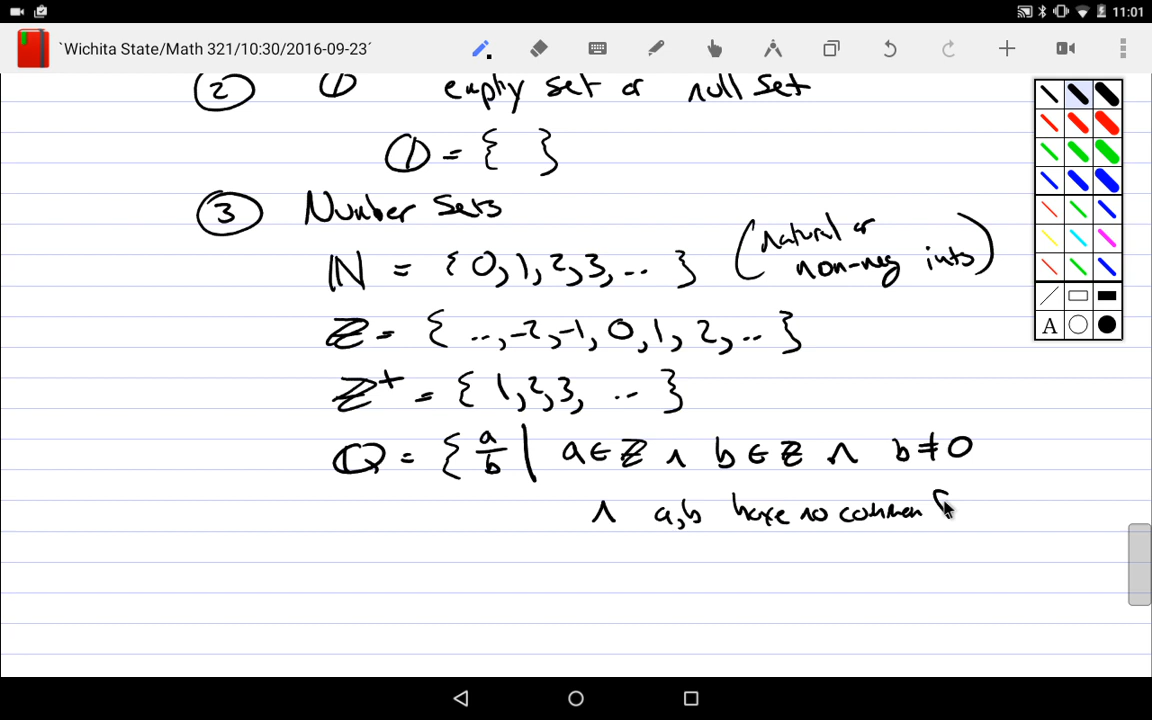 11:01
`Wichita State/Math 321/10:30/2016-09-23´
② ∅ empty set or null set
∅ = { }
③ Number Sets
ℕ = { 0, 1, 2, 3, .. } (natural or non-neg ints)
ℤ = { .., -2, -1, 0, 1, 2, .. }
ℤ⁺ = { 1, 2, 3, .. }
ℚ = { a/b | a ∈ ℤ ∧ b ∈ ℤ ∧ b ≠ 0
∧ a, b have no common
A